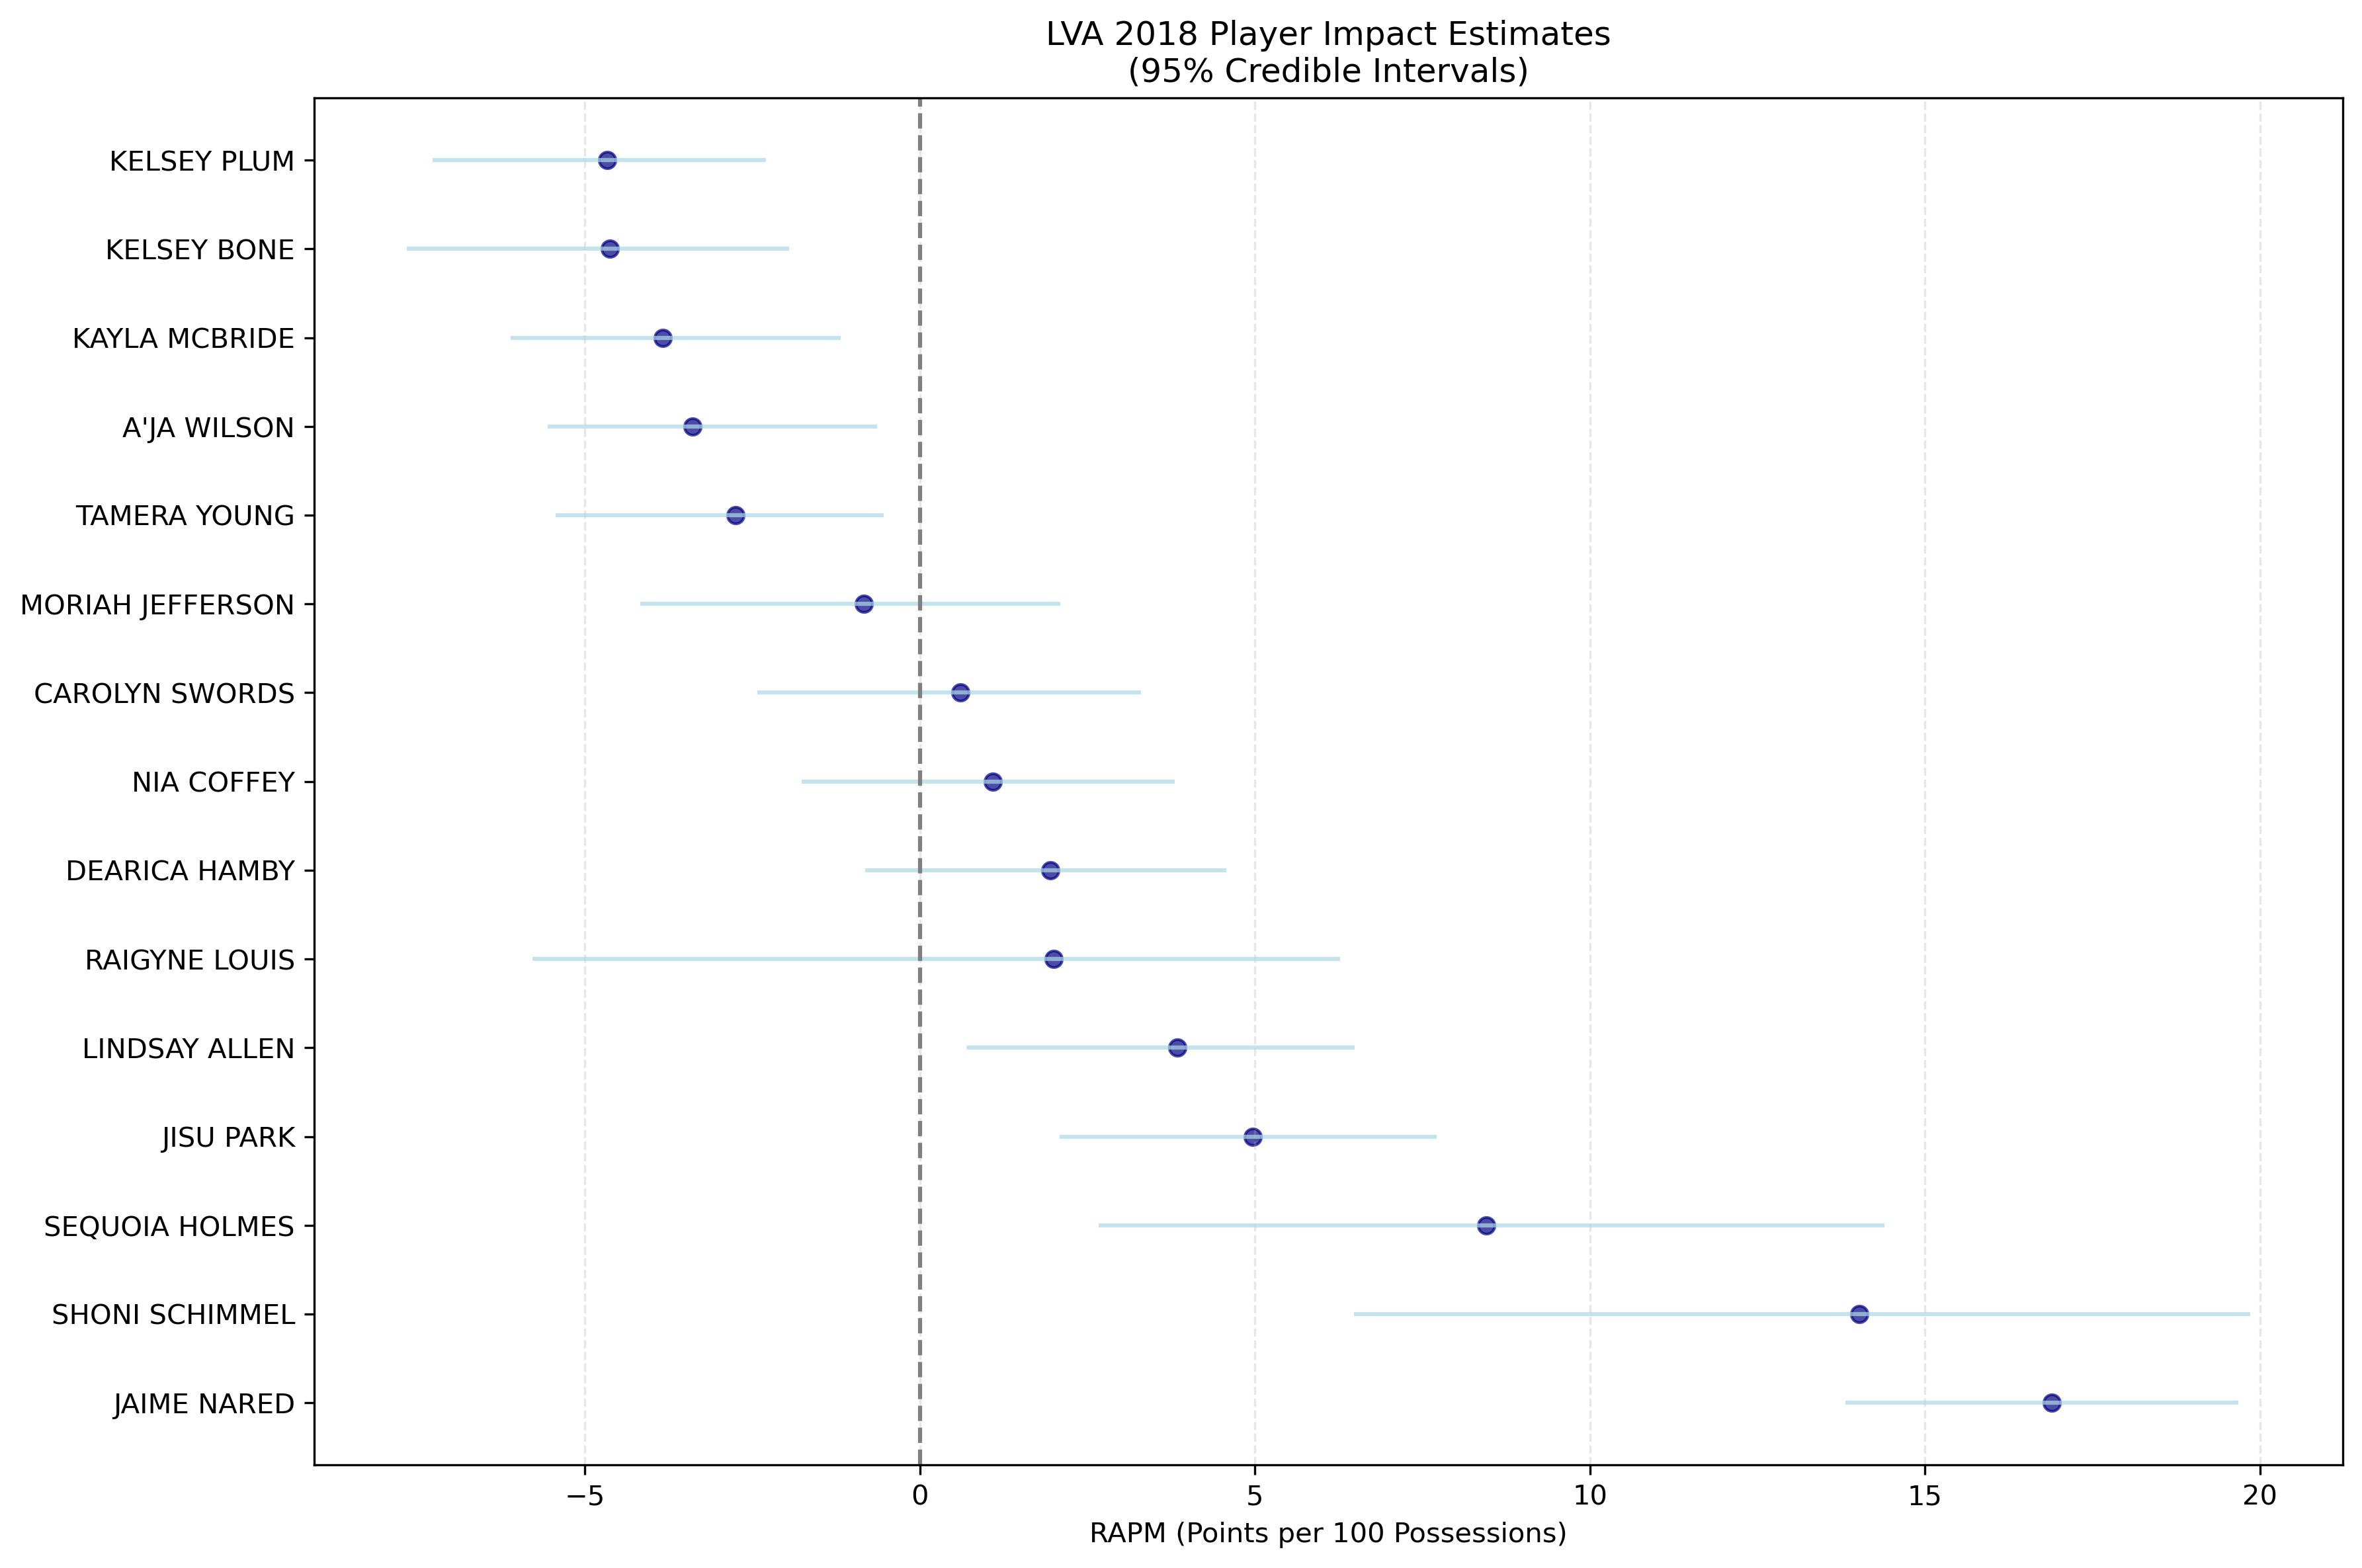 LVA 2018 Player Impact Estimates
(95% Credible Intervals)
KELSEY PLUM
KELSEY BONE
KAYLA MCBRIDE
A'JA WILSON
TAMERA YOUNG
MORIAH JEFFERSON
CAROLYN SWORDS
NIA COFFEY
DEARICA HAMBY
RAIGYNE LOUIS
LINDSAY ALLEN
JISU PARK
SEQUOIA HOLMES
SHONI SCHIMMEL
JAIME NARED
−5 0 5 10 15 20
RAPM (Points per 100 Possessions)